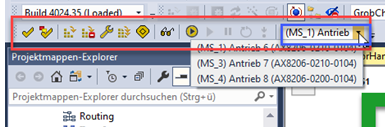 Build 4024.35 (Loaded)
GrobCh
(MS_1) Antrieb
(MS_1) Antrieb 6 (AX8206-0210-0104)
(MS_3) Antrieb 7 (AX8206-0210-0104)
(MS_4) Antrieb 8 (AX8206-0200-0104)
Projektmappen-Explorer
Projektmappen-Explorer durchsuchen (Strg+ü)
Routing